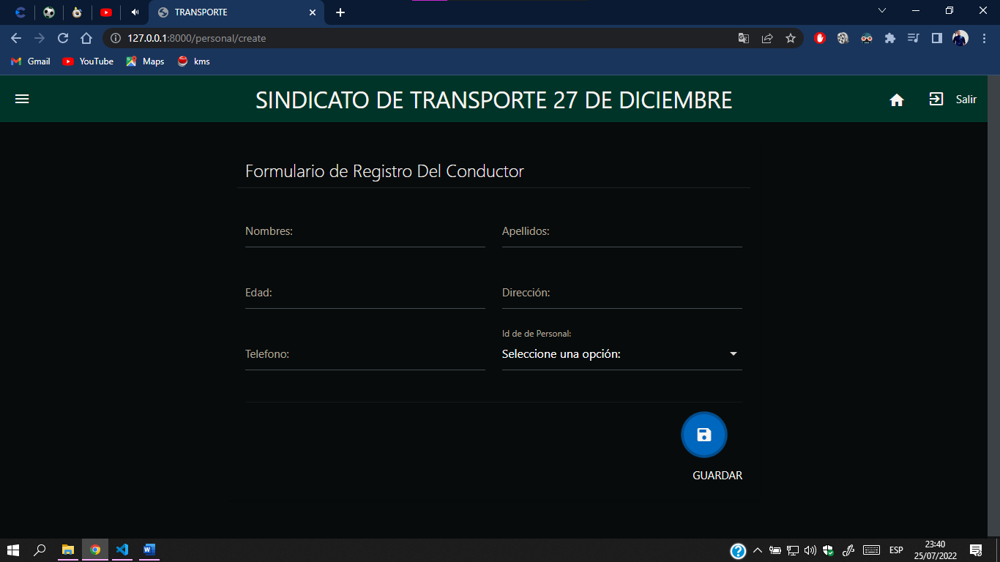 TRANSPORTE
127.0.0.1:8000/personal/create
Gmail YouTube Maps kms
SINDICATO DE TRANSPORTE 27 DE DICIEMBRE Salir
Formulario de Registro Del Conductor
Nombres: Apellidos:
Edad: Dirección:
Id de de Personal:
Telefono: Seleccione una opción:
GUARDAR
ESP
23:40
25/07/2022